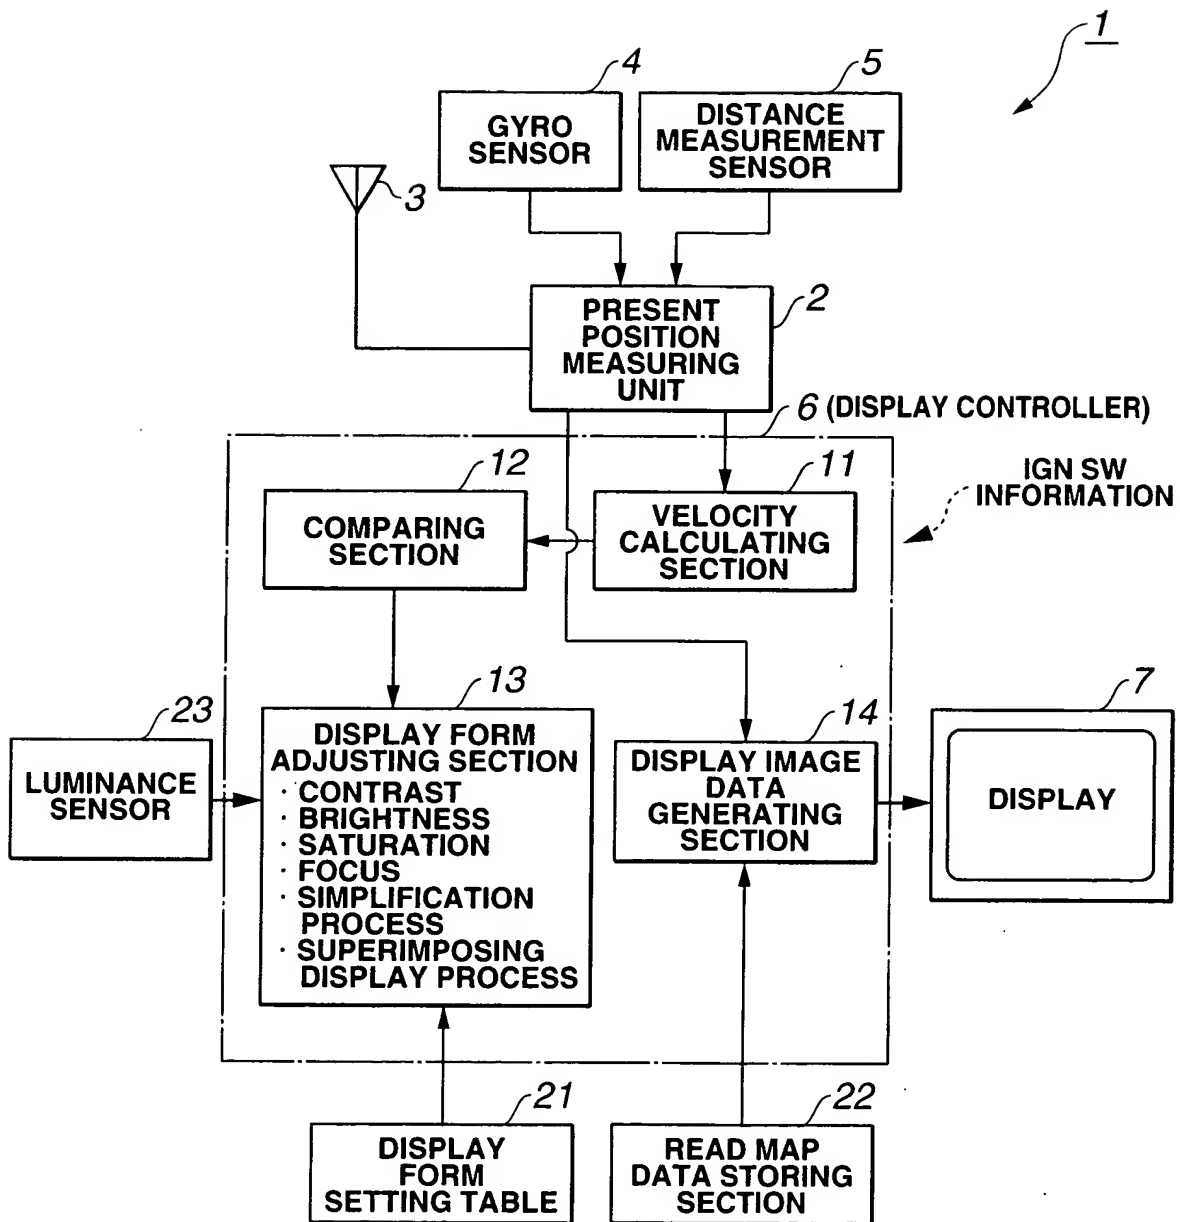 1
4
5
GYRO
SENSOR
DISTANCE
MEASUREMENT
SENSOR
3
2
PRESENT
POSITION
MEASURING
UNIT
6 (DISPLAY CONTROLLER)
12
11
IGN SW
INFORMATION
COMPARING
SECTION
VELOCITY
CALCULATING
SECTION
13
14
7
23
LUMINANCE
SENSOR
DISPLAY FORM
ADJUSTING SECTION
· CONTRAST
· BRIGHTNESS
· SATURATION
· FOCUS
· SIMPLIFICATION
PROCESS
· SUPERIMPOSING
DISPLAY PROCESS
DISPLAY IMAGE
DATA
GENERATING
SECTION
DISPLAY
21
22
DISPLAY
FORM
SETTING TABLE
READ MAP
DATA STORING
SECTION